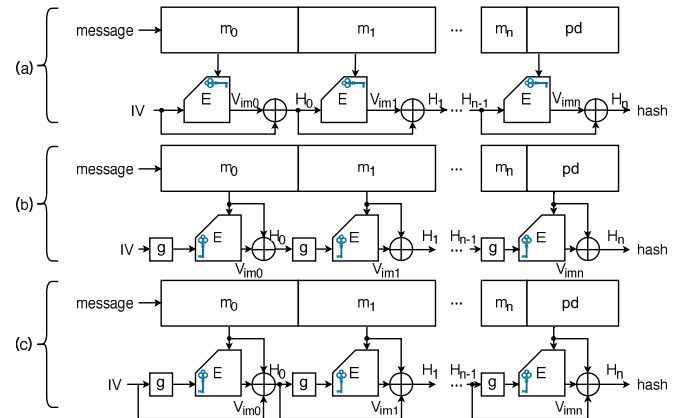 message m0 m1 ... mn pd
(a)
E Vim0 H0 E Vim1 H1 ... Hn-1 E Vimn Hn
IV hash
message m0 m1 ... mn pd
(b)
H0 H1 Hn-1 Hn
IV g E g E ... g E hash
Vim0 Vim1 Vimn
message m0 m1 ... mn pd
(c)
H0 H1 Hn-1 Hn
IV g E g E ... g E hash
Vim0 Vim1 Vimn